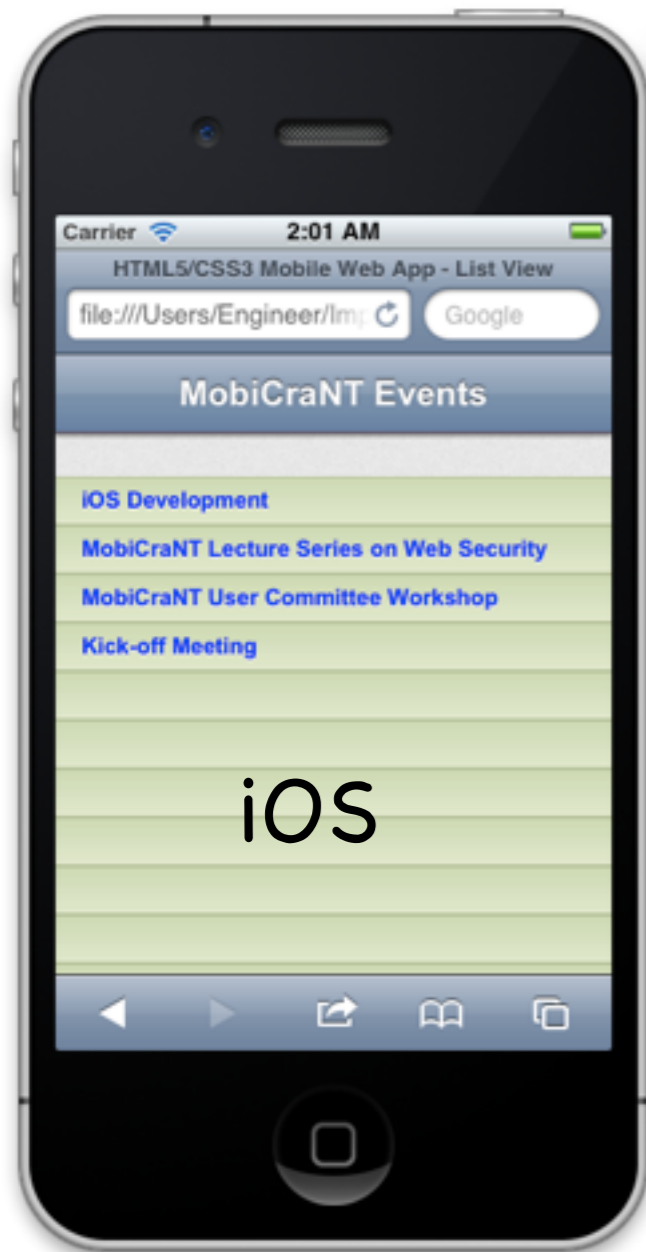 Carrier 2:01 AM
HTML5/CSS3 Mobile Web App - List View
file:///Users/Engineer/Imp Google
MobiCraNT Events
iOS Development
MobiCraNT Lecture Series on Web Security
MobiCraNT User Committee Workshop
Kick-off Meeting
iOS